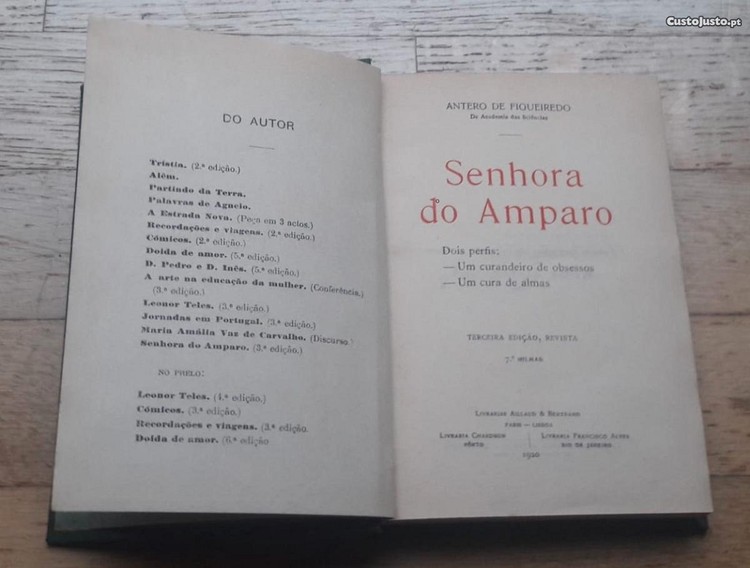 CustoJusto.pt
DO AUTOR
Tristia. (2.ª edição.)
Além.
Partindo da Terra.
Palavras de Agnelo.
A Estrada Nova. (Peça em 3 actos.)
Recordações e viagens. (2.ª edição.)
Cómicos. (2.ª edição.)
Doida de amor. (5.ª edição.)
D. Pedro e D. Inês. (5.ª edição.)
A arte na educação da mulher. (Conferência.)
(3.ª edição.)
Leonor Teles. (3.ª edição.)
Jornadas em Portugal. (3.ª edição.)
Maria Amália Vaz de Carvalho. (Discurso.)
Senhora do Amparo. (3.ª edição.)
NO PRELO:
Leonor Teles. (4.ª edição.)
Cómicos. (3.ª edição.)
Recordações e viagens. (3.ª edição.
Doida de amor. (6.ª edição
ANTERO DE FIGUEIREDO
Da Academia das Sciências
Senhora
do Amparo
Dois perfis:
— Um curandeiro de obsessos
— Um cura de almas
TERCEIRA EDIÇÃO, REVISTA
7.º MILHAR
LIVRARIAS AILLAUD & BERTRAND
PARIS — LISBOA
LIVRARIA CHARDRON
PÔRTO
LIVRARIA FRANCISCO ALVES
RIO DE JANEIRO
1920